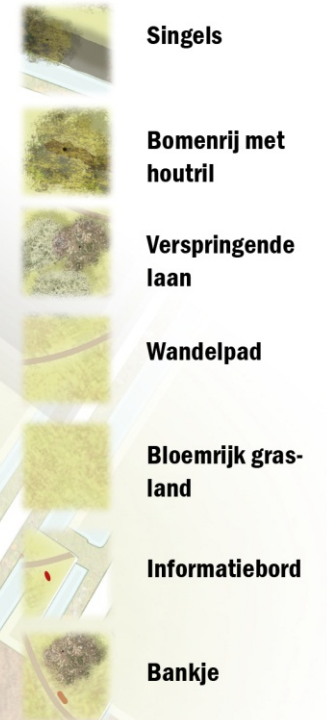 Singels
Bomenrij met
houtril
Verspringende
laan
Wandelpad
Bloemrijk gras-
land
Informatiebord
Bankje